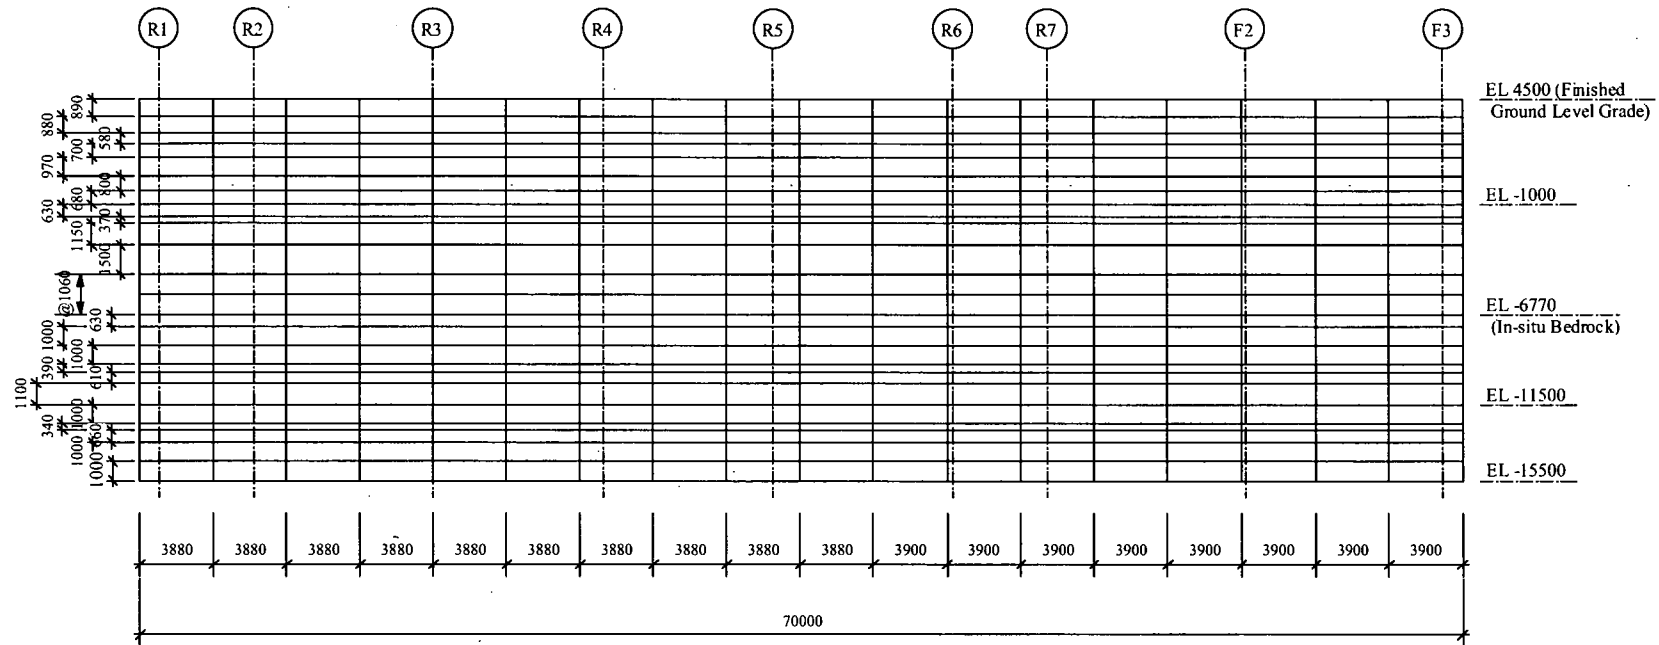 R1 R2 R3 R4 R5 R6 R7 F2 F3
EL 4500 (Finished
Ground Level Grade)
890
880
580
700
970
800
EL -1000
680
630
370
1150
1500
@1060
EL -6770
(In-situ Bedrock)
630
1000
1000
390
610
1100
EL -11500
1000
340
660
1000
1000
EL -15500
3880 3880 3880 3880 3880 3880 3880 3880 3880 3880 3900 3900 3900 3900 3900 3900 3900 3900
70000